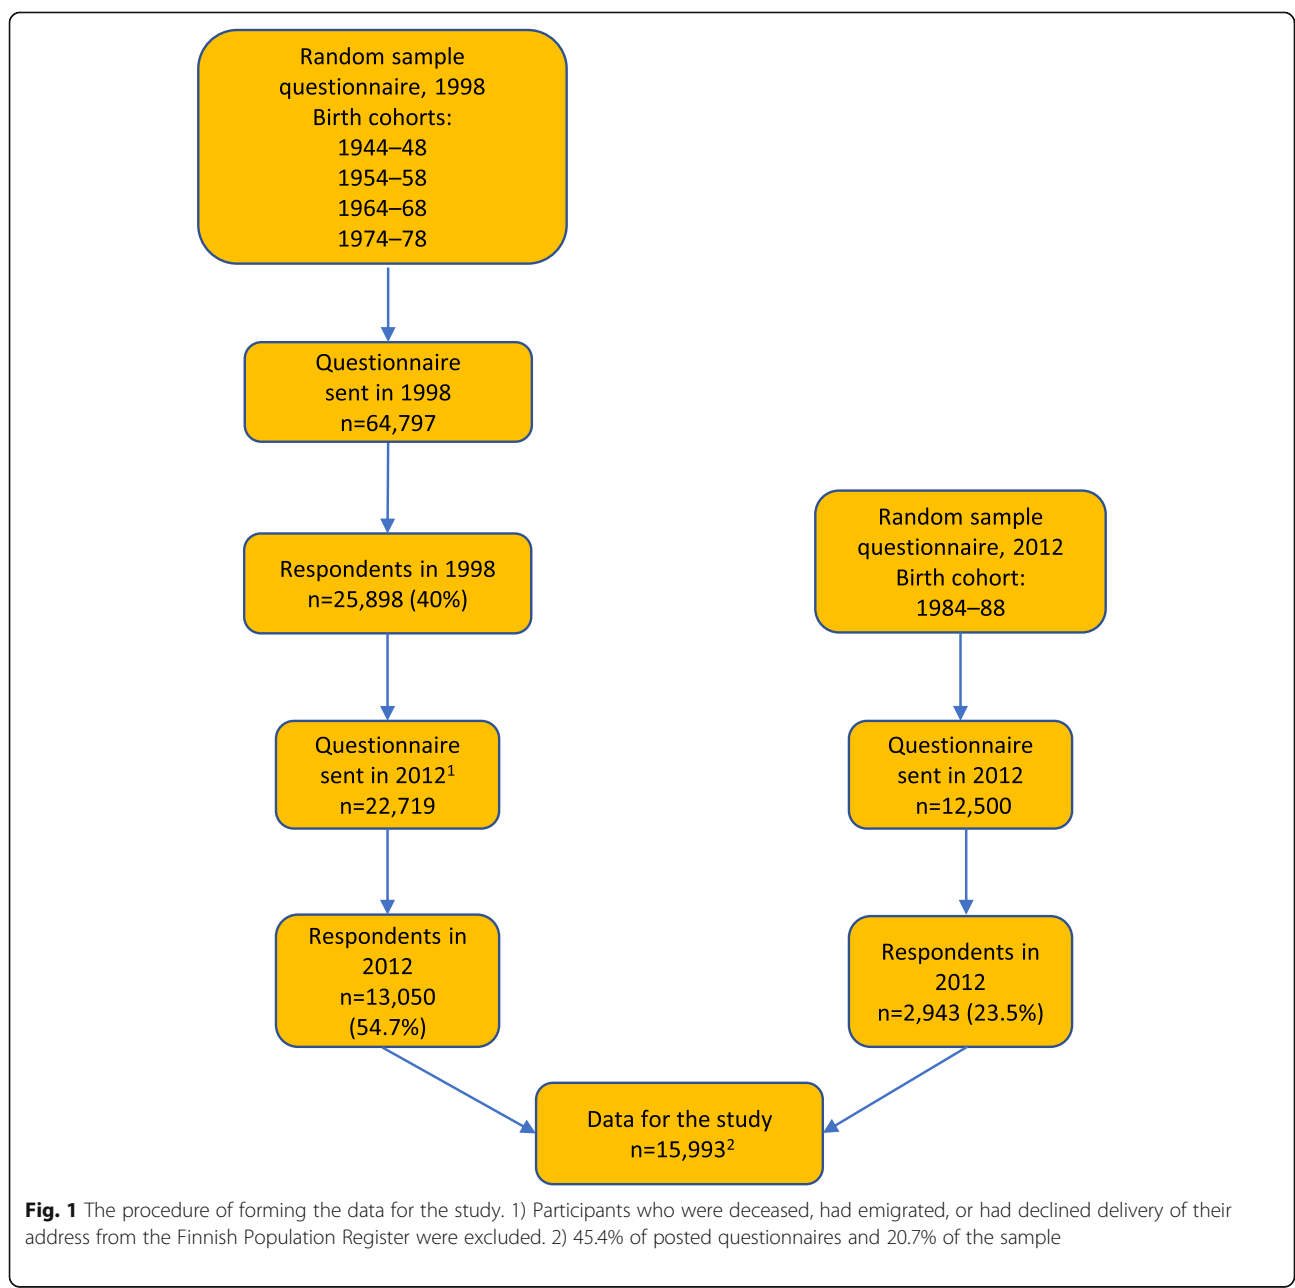 Random sample
questionnaire, 1998
Birth cohorts:
1944–48
1954–58
1964–68
1974–78
Questionnaire
sent in 1998
n=64,797
Respondents in 1998
n=25,898 (40%)
Random sample
questionnaire, 2012
Birth cohort:
1984–88
Questionnaire
sent in 2012¹
n=22,719
Questionnaire
sent in 2012
n=12,500
Respondents in
2012
n=13,050
(54.7%)
Respondents in
2012
n=2,943 (23.5%)
Data for the study
n=15,993²
Fig. 1 The procedure of forming the data for the study. 1) Participants who were deceased, had emigrated, or had declined delivery of their
address from the Finnish Population Register were excluded. 2) 45.4% of posted questionnaires and 20.7% of the sample